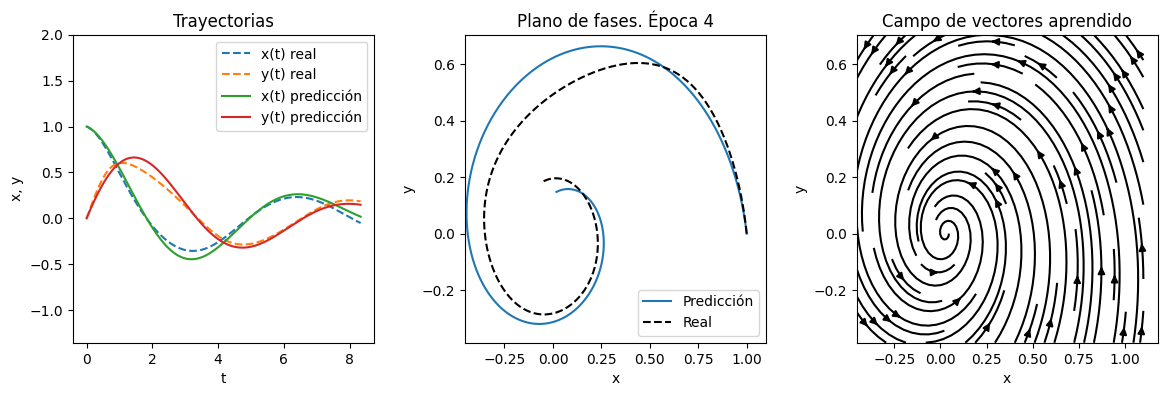 Trayectorias
2.0
1.5
1.0
0.5
0.0
−0.5
−1.0
x, y
0 2 4 6 8
t
x(t) real
y(t) real
x(t) predicción
y(t) predicción
Plano de fases. Época 4
0.6
0.4
0.2
0.0
−0.2
y
−0.25 0.00 0.25 0.50 0.75 1.00
x
Predicción
Real
Campo de vectores aprendido
0.6
0.4
0.2
0.0
−0.2
y
−0.25 0.00 0.25 0.50 0.75 1.00
x